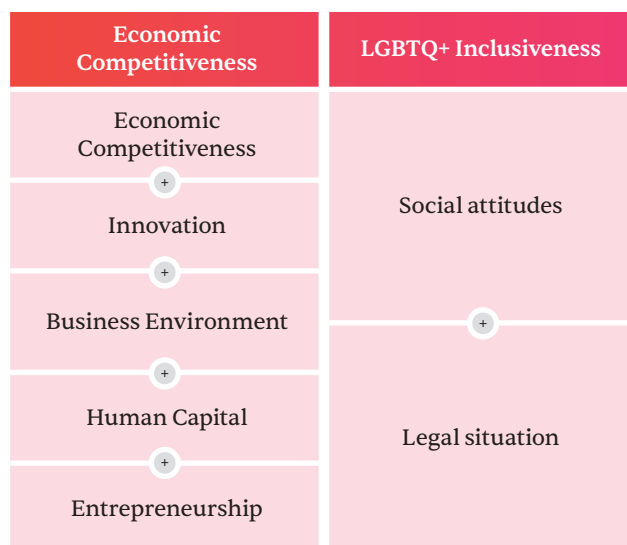 Economic
Competitiveness
Economic
Competitiveness
+
Innovation
+
Business Environment
+
Human Capital
+
Entrepreneurship
LGBTQ+ Inclusiveness
Social attitudes
+
Legal situation